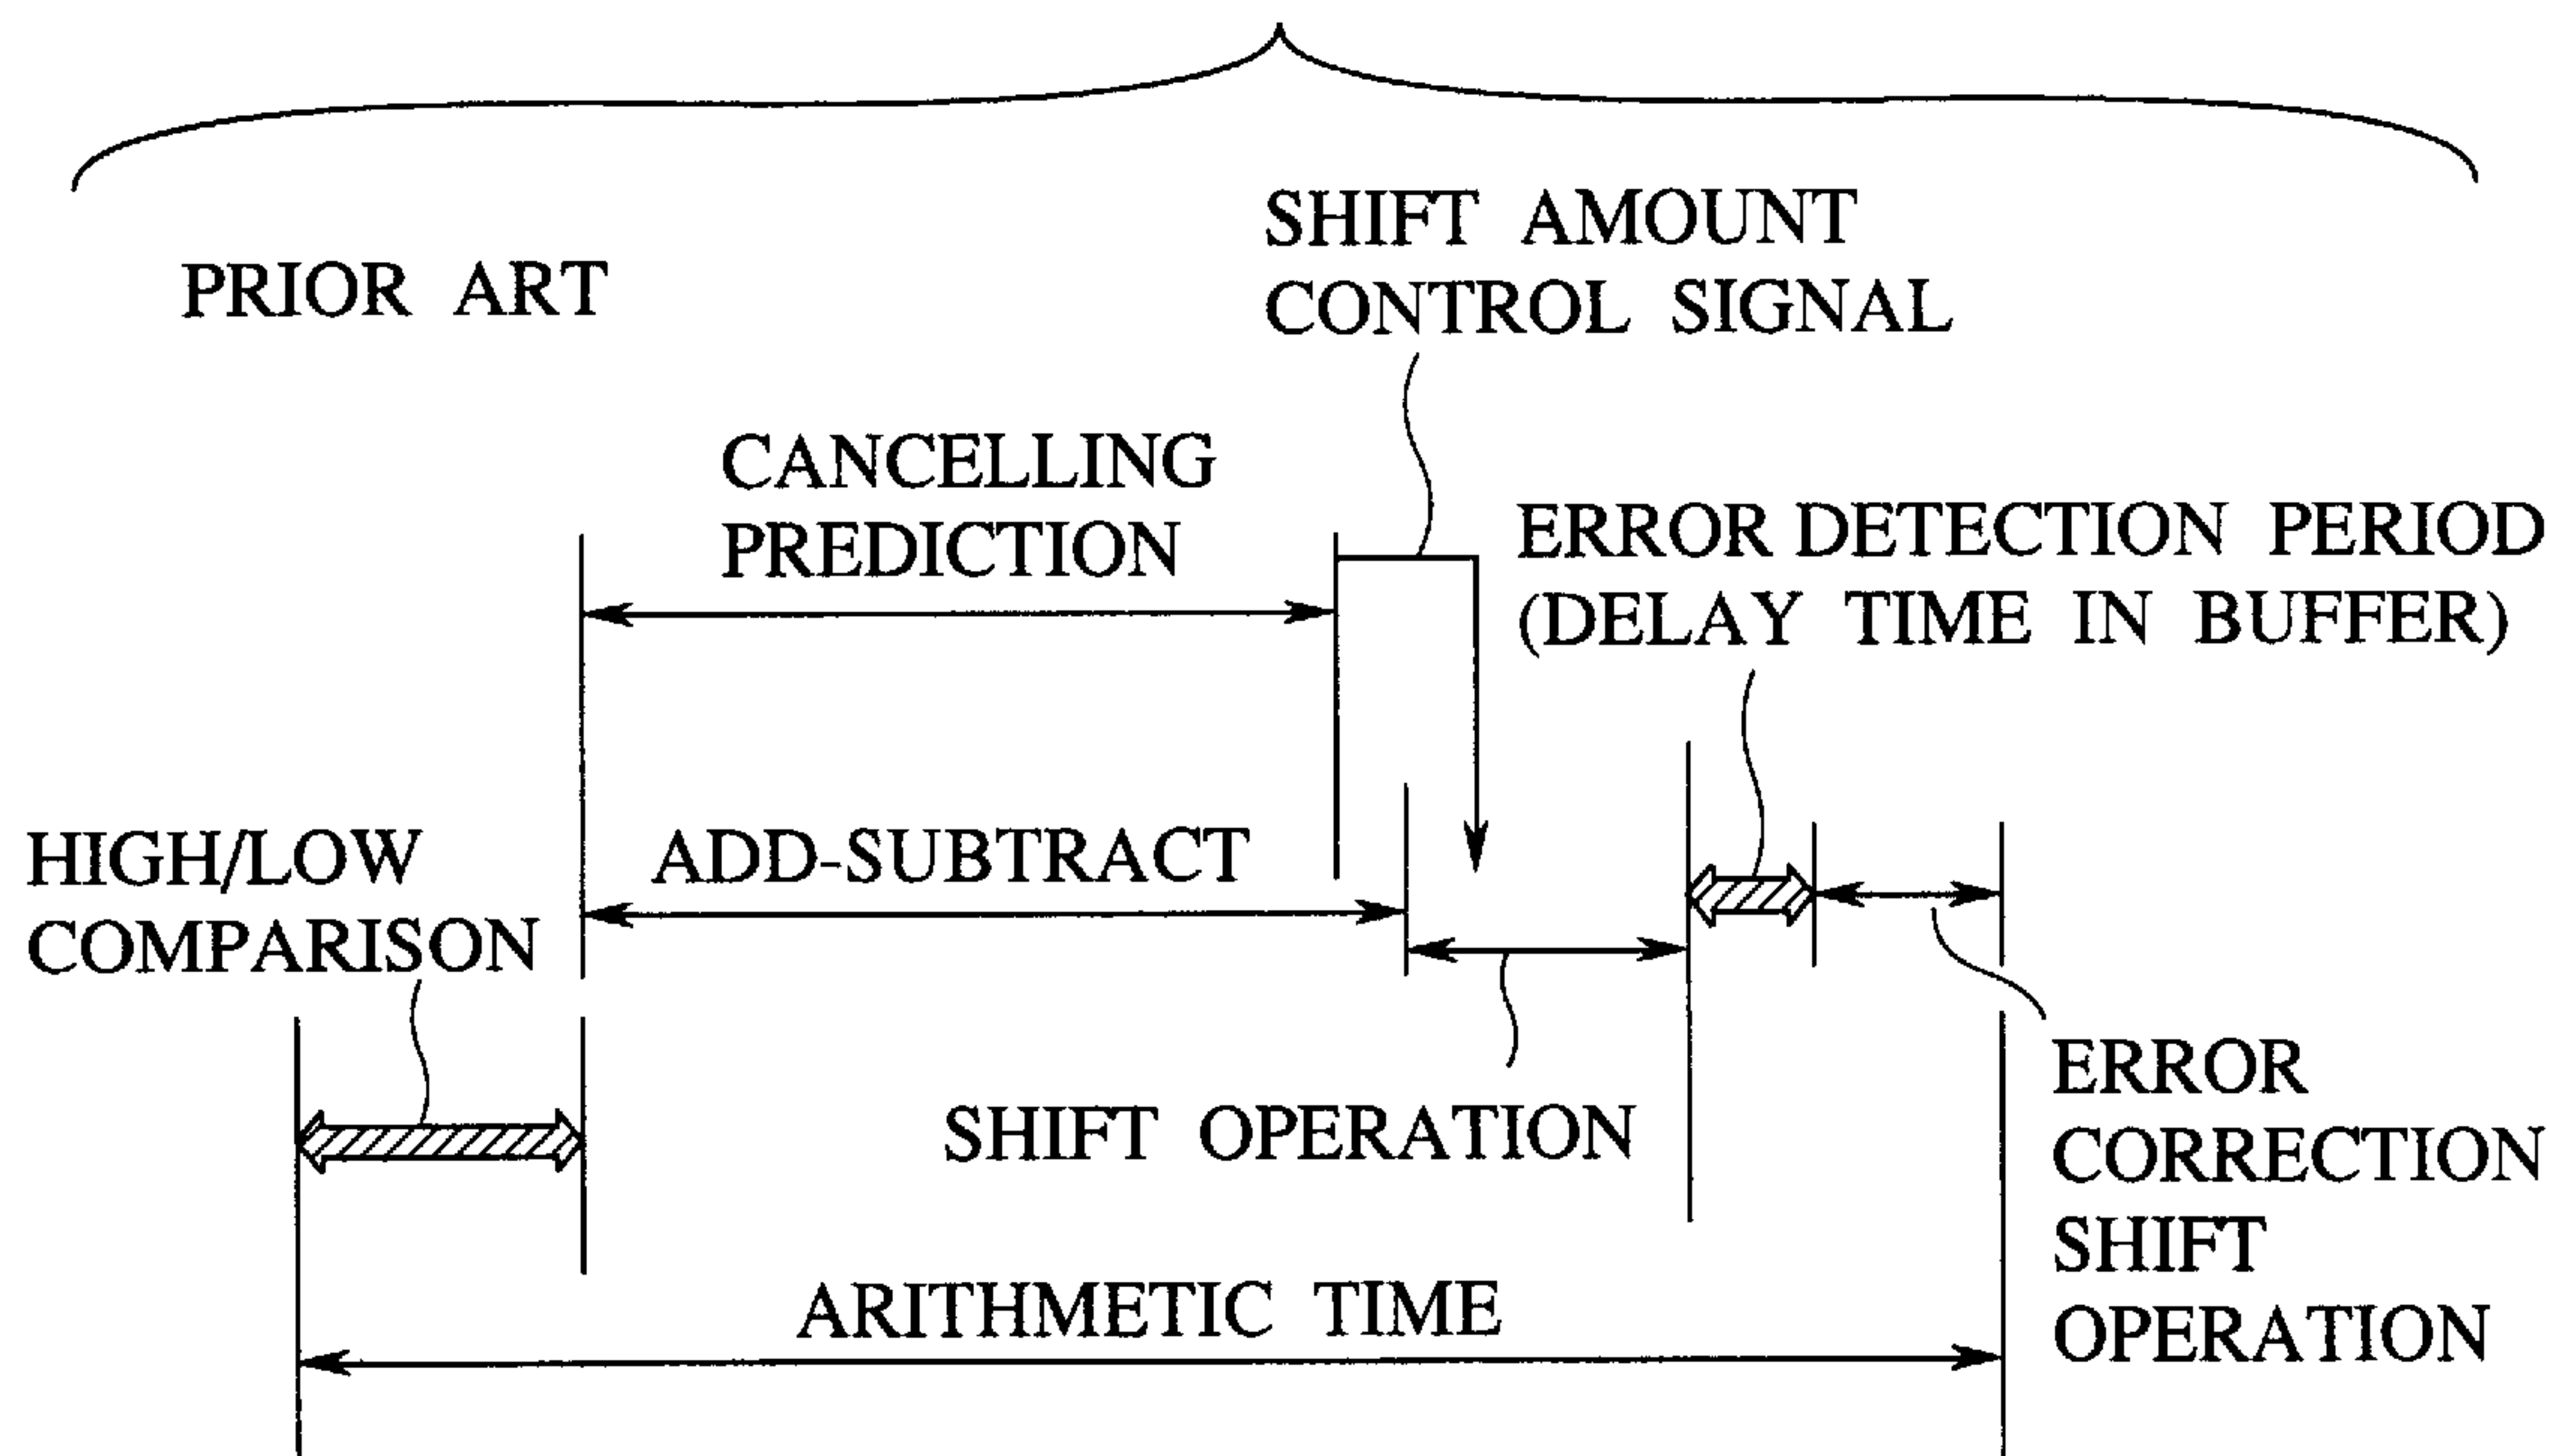 PRIOR ART
SHIFT AMOUNT
CONTROL SIGNAL
CANCELLING
PREDICTION
ERROR DETECTION PERIOD
(DELAY TIME IN BUFFER)
HIGH/LOW
COMPARISON
ADD-SUBTRACT
SHIFT OPERATION
ERROR
CORRECTION
SHIFT
OPERATION
ARITHMETIC TIME